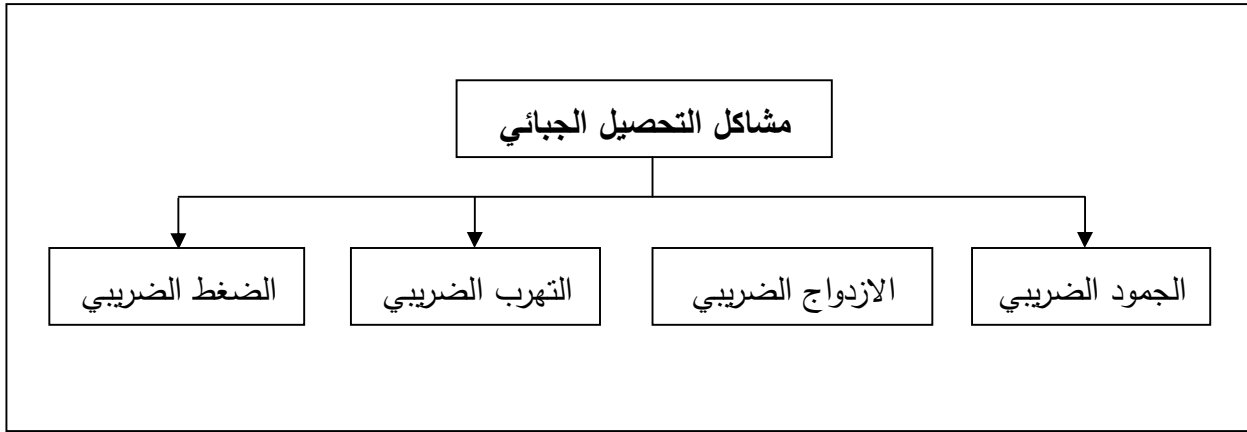 مشاكل التحصيل الجبائي
الجمود الضريبي
الازدواج الضريبي
التهرب الضريبي
الضغط الضريبي